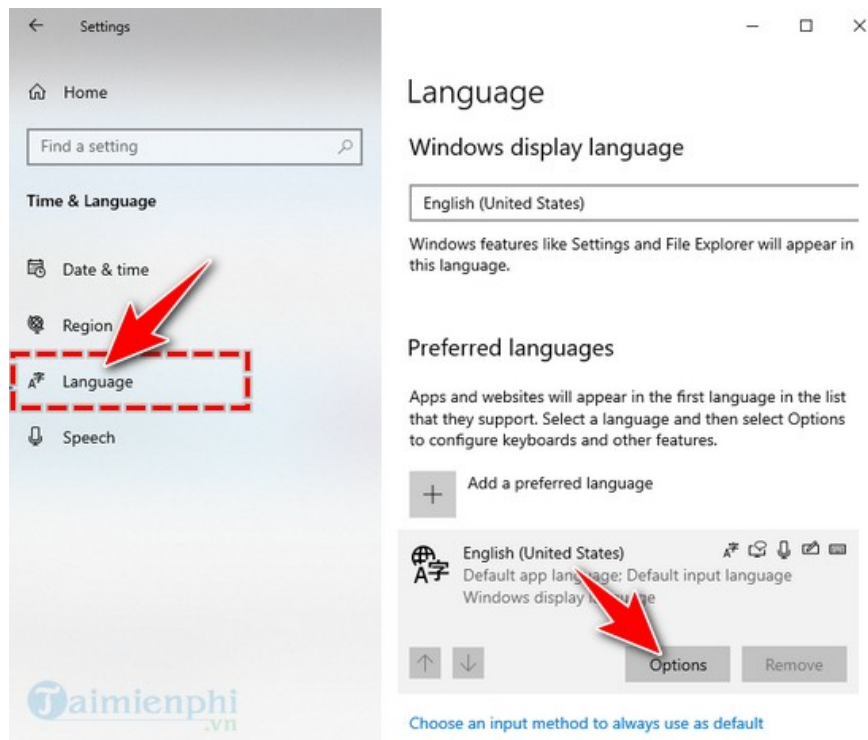 Settings
Home
Find a setting
Time & Language
Date & time
Region
Language
Speech
Taimienphi
.vn
Language
Windows display language
English (United States)
Windows features like Settings and File Explorer will appear in
this language.
Preferred languages
Apps and websites will appear in the first language in the list
that they support. Select a language and then select Options
to configure keyboards and other features.
Add a preferred language
English (United States)
Default app language; Default input language
Windows display language
Options
Remove
Choose an input method to always use as default